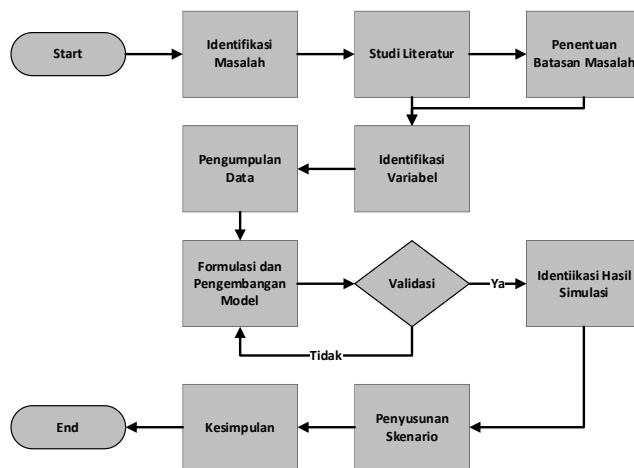 Start
Identifikasi
Masalah
Studi Literatur
Penentuan
Batasan Masalah
Pengumpulan
Data
Identifikasi
Variabel
Formulasi dan
Pengembangan
Model
Validasi
Ya
Identiikasi Hasil
Simulasi
Tidak
End
Kesimpulan
Penyusunan
Skenario